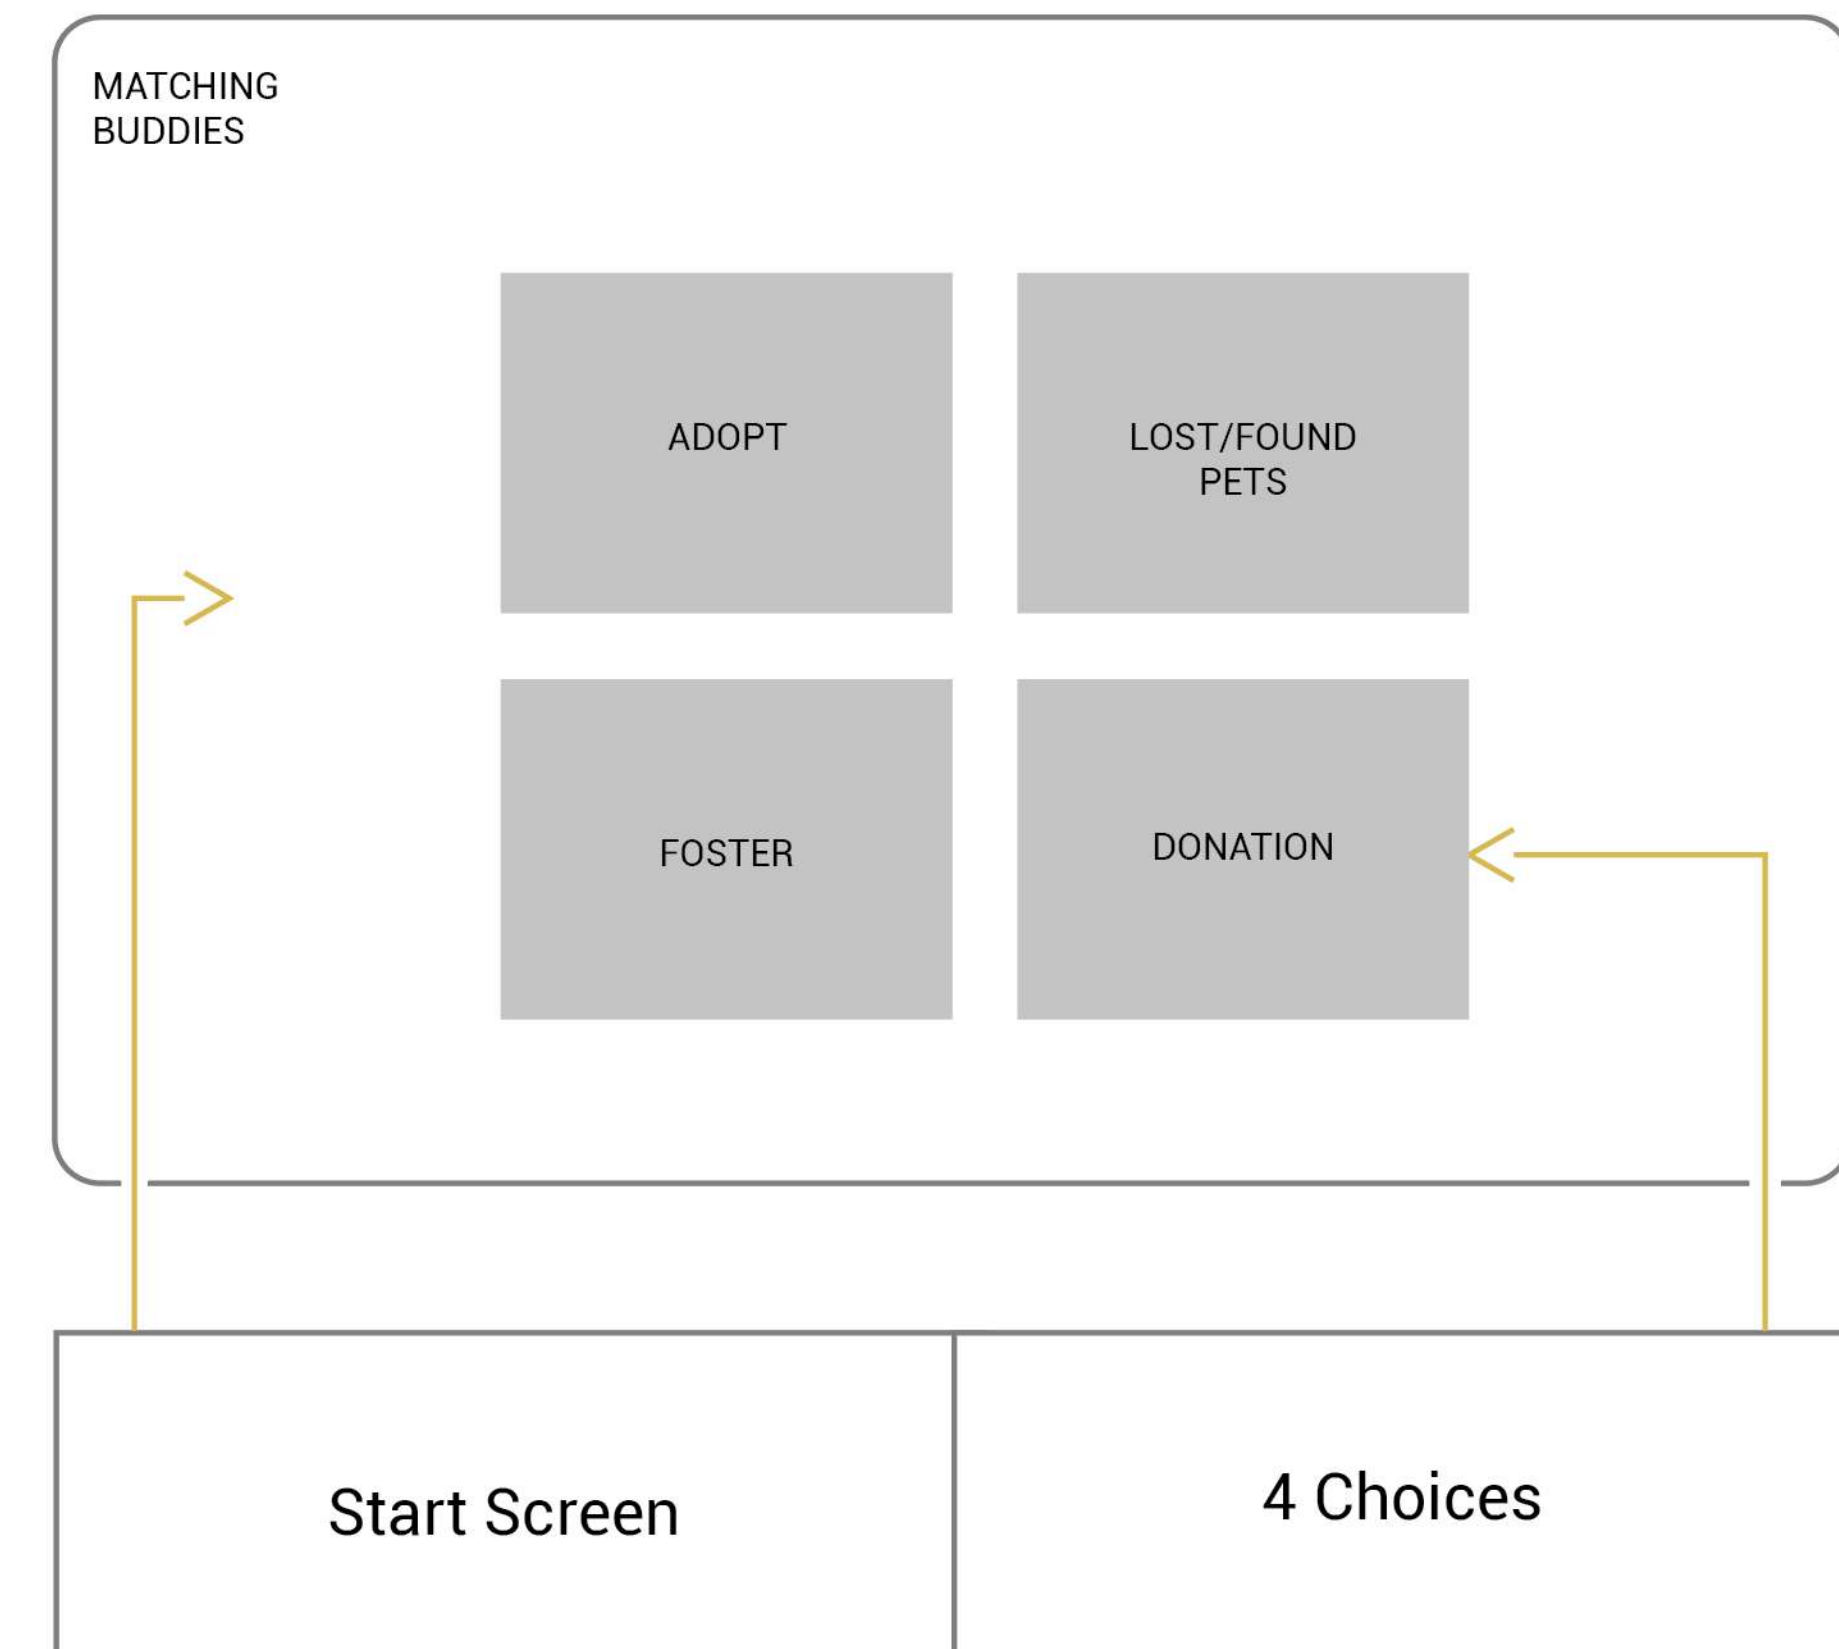 MATCHING
BUDDIES
ADOPT
LOST/FOUND
PETS
FOSTER
DONATION
Start Screen
4 Choices